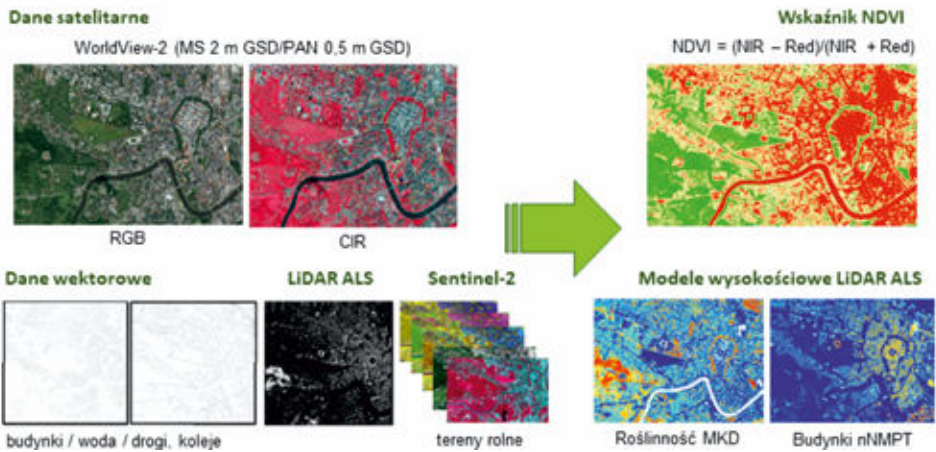 Dane satelitarne
WorldView-2 (MS 2 m GSD/PAN 0,5 m GSD)
RGB
CIR
Wskaźnik NDVI
NDVI = (NIR – Red)/(NIR + Red)
Dane wektorowe
budynki / woda / drogi, koleje
LiDAR ALS
Sentinel-2
tereny rolne
Modele wysokościowe LiDAR ALS
Roślinność MKD
Budynki nNMPT